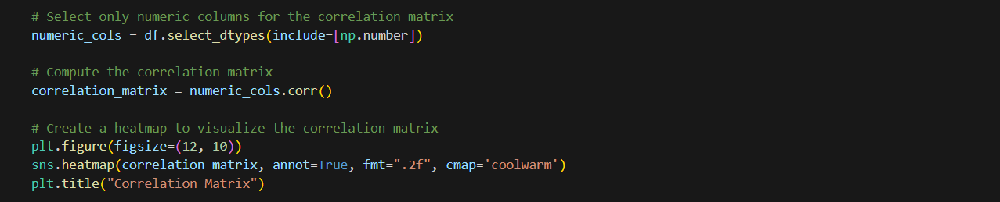 # Select only numeric columns for the correlation matrix
numeric_cols = df.select_dtypes(include=[np.number])
# Compute the correlation matrix
correlation_matrix = numeric_cols.corr()
# Create a heatmap to visualize the correlation matrix
plt.figure(figsize=(12, 10))
sns.heatmap(correlation_matrix, annot=True, fmt=".2f", cmap='coolwarm')
plt.title("Correlation Matrix")